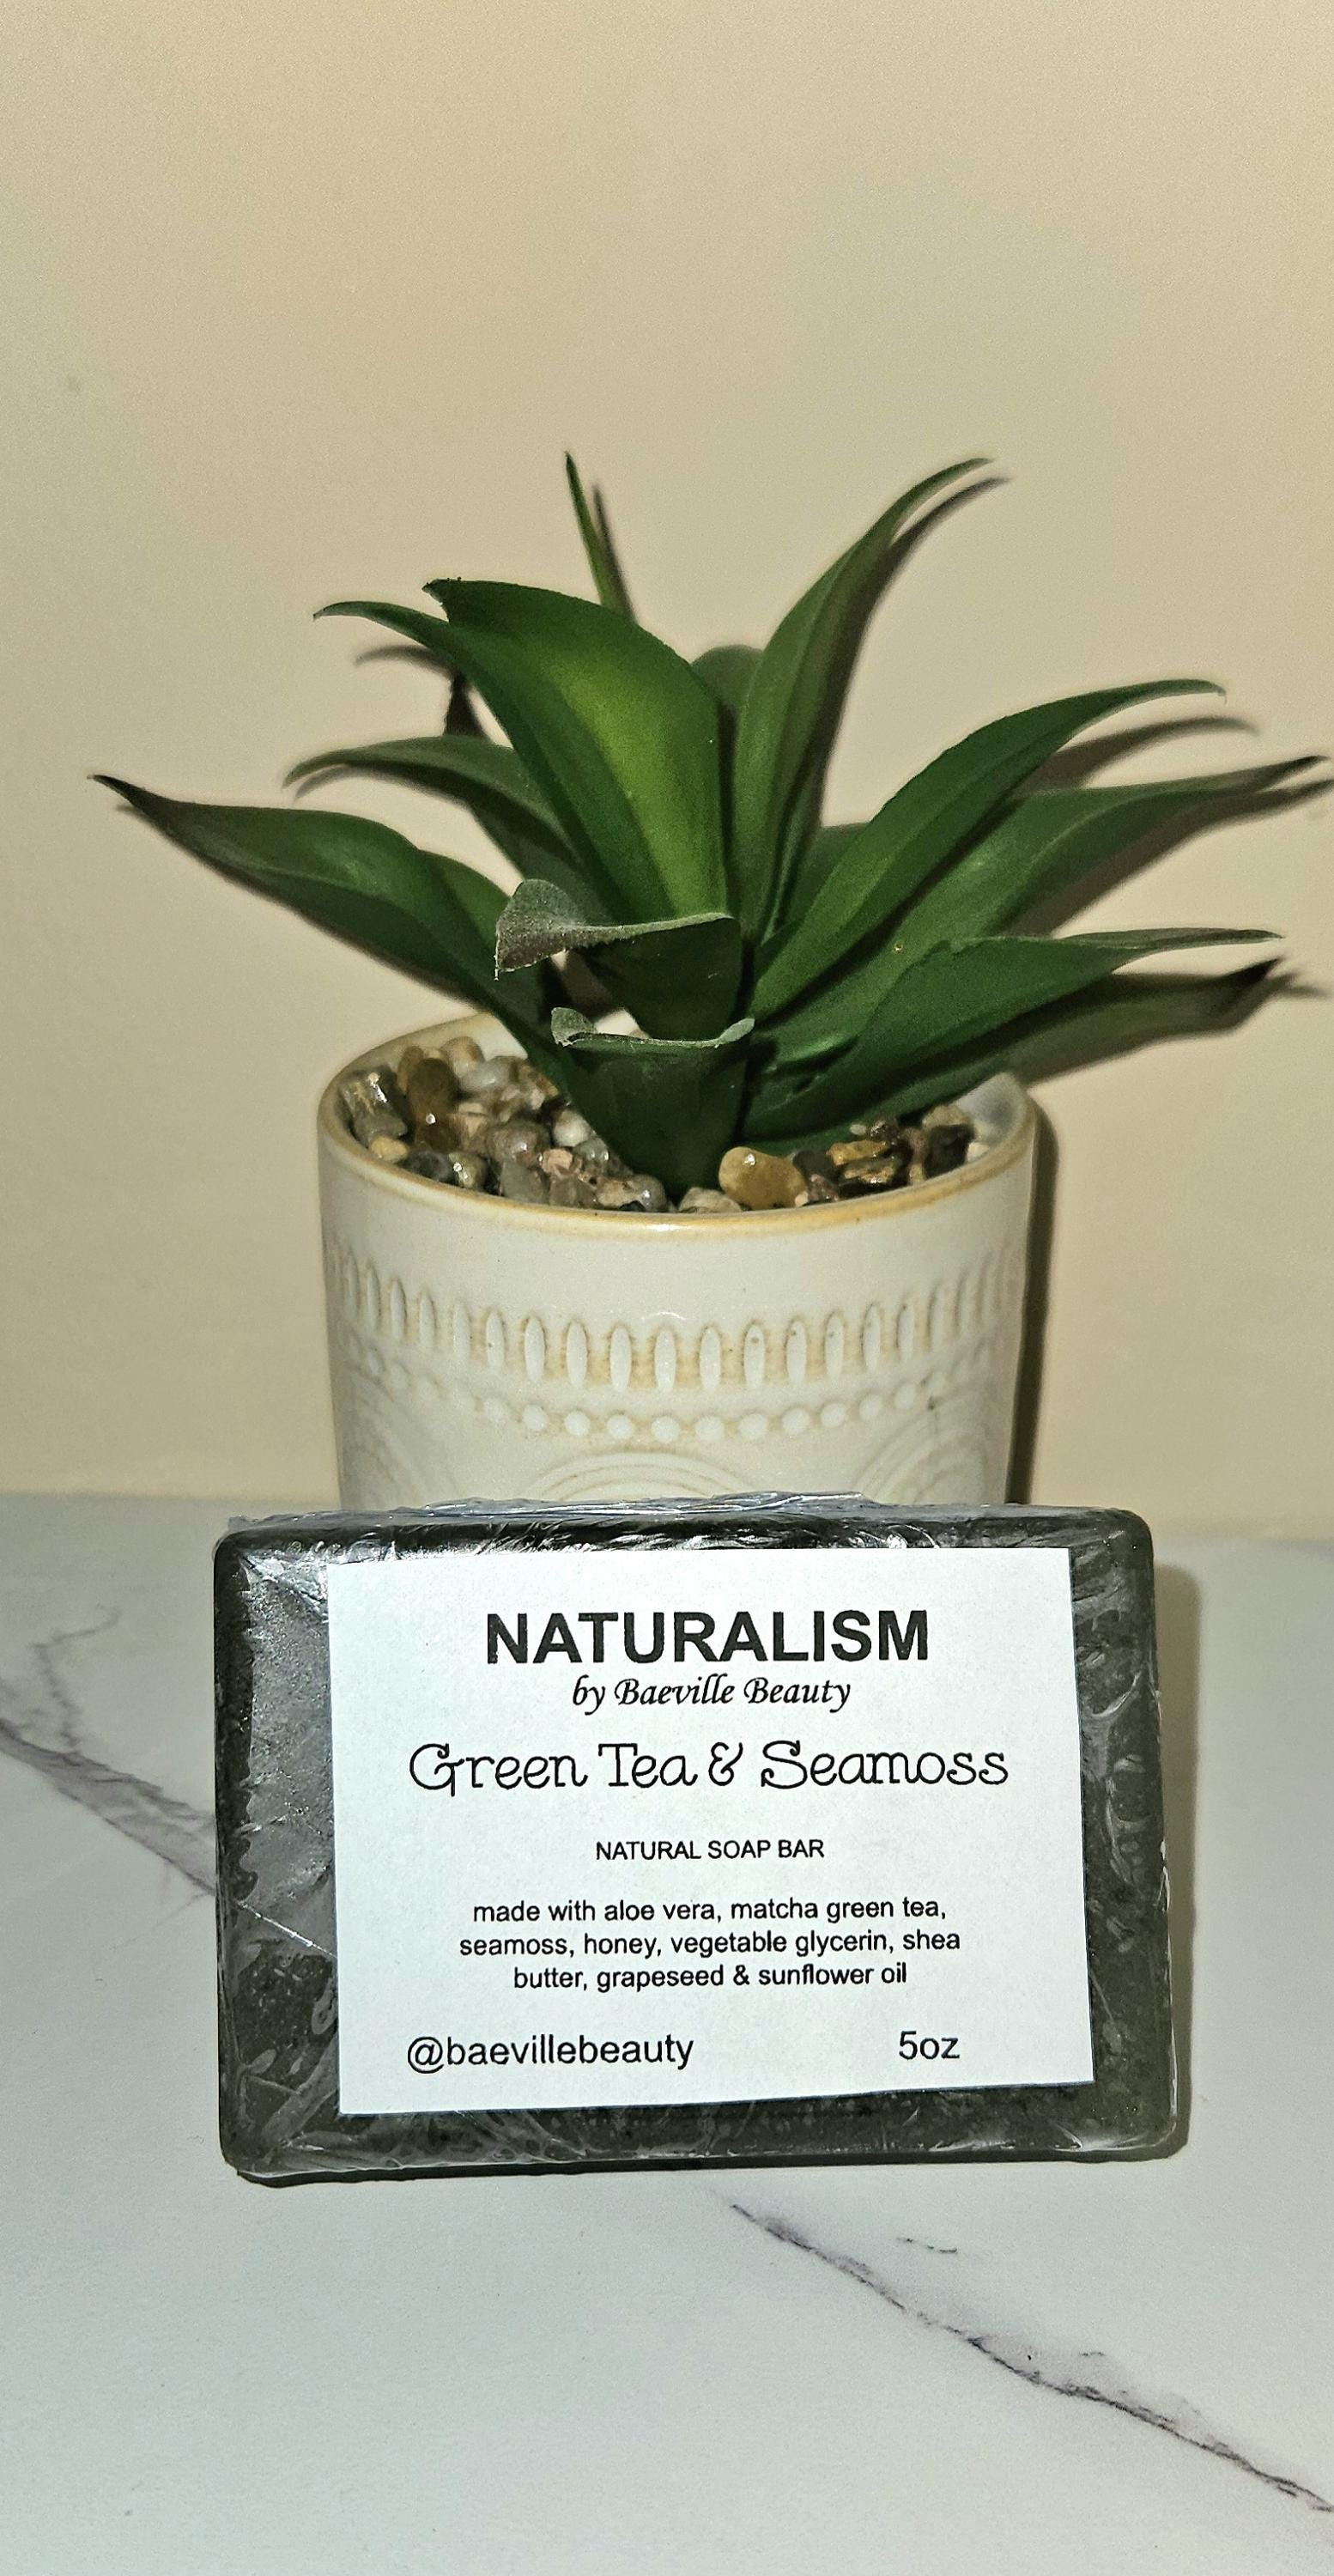 NATURALISM
by Baeville Beauty
Green Tea & Seamoss
NATURAL SOAP BAR
made with aloe vera, matcha green tea,
seamoss, honey, vegetable glycerin, shea
butter, grapeseed & sunflower oil
@baevillebeauty 5oz